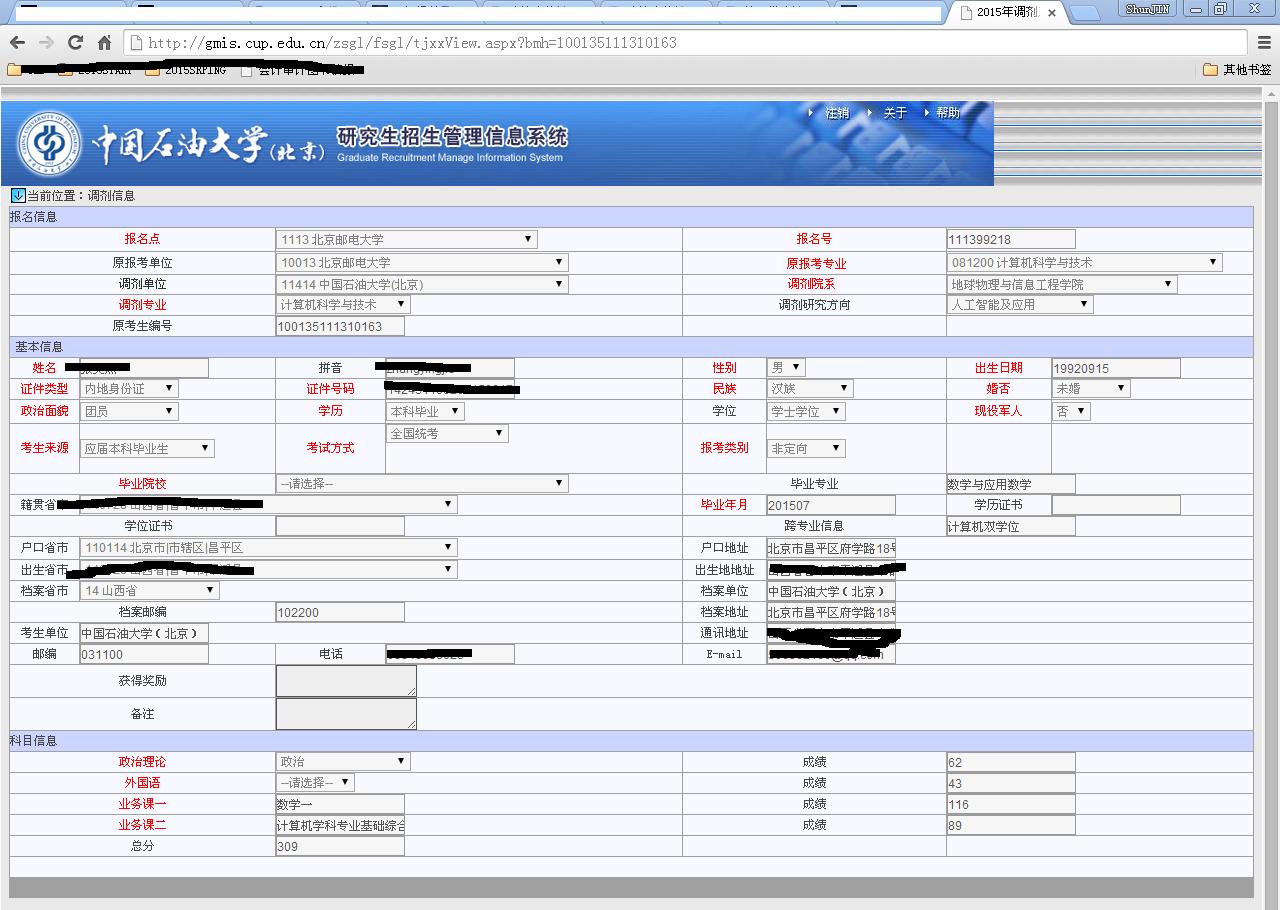 ShunJIN
2015年调剂
http://gmis.cup.edu.cn/zsgl/fsgl/tjxxView.aspx?bmh=100135111310163
其他书签
注销 关于 帮助
中国石油大学(北京) 研究生招生管理信息系统
Graduate Recruitment Manage Information System
当前位置：调剂信息
报名信息
报名点 1113 北京邮电大学 报名号 111399218
原报考单位 10013 北京邮电大学 原报考专业 081200 计算机科学与技术
调剂单位 11414 中国石油大学(北京) 调剂院系 地球物理与信息工程学院
调剂专业 计算机科学与技术 调剂研究方向 人工智能及应用
原考生编号 100135111310163
基本信息
姓名 拼音 性别 男 出生日期 19920915
证件类型 内地身份证 证件号码 民族 汉族 婚否 未婚
政治面貌 团员 学历 本科毕业 学位 学士学位 现役军人 否
考生来源 应届本科毕业生 考试方式 全国统考 报考类别 非定向
毕业院校 --请选择-- 毕业专业 数学与应用数学
籍贯省 毕业年月 201507 学历证书
学位证书 跨专业信息 计算机双学位
户口省市 110114 北京市|市辖区|昌平区 户口地址 北京市昌平区府学路18号
出生省市 出生地地址
档案省市 14 山西省 档案单位 中国石油大学（北京）
档案邮编 102200 档案地址 北京市昌平区府学路18号
考生单位 中国石油大学（北京） 通讯地址
邮编 031100 电话 E-mail
获得奖励
备注
科目信息
政治理论 政治 成绩 62
外国语 --请选择-- 成绩 43
业务课一 数学一 成绩 116
业务课二 计算机学科专业基础综合 成绩 89
总分 309